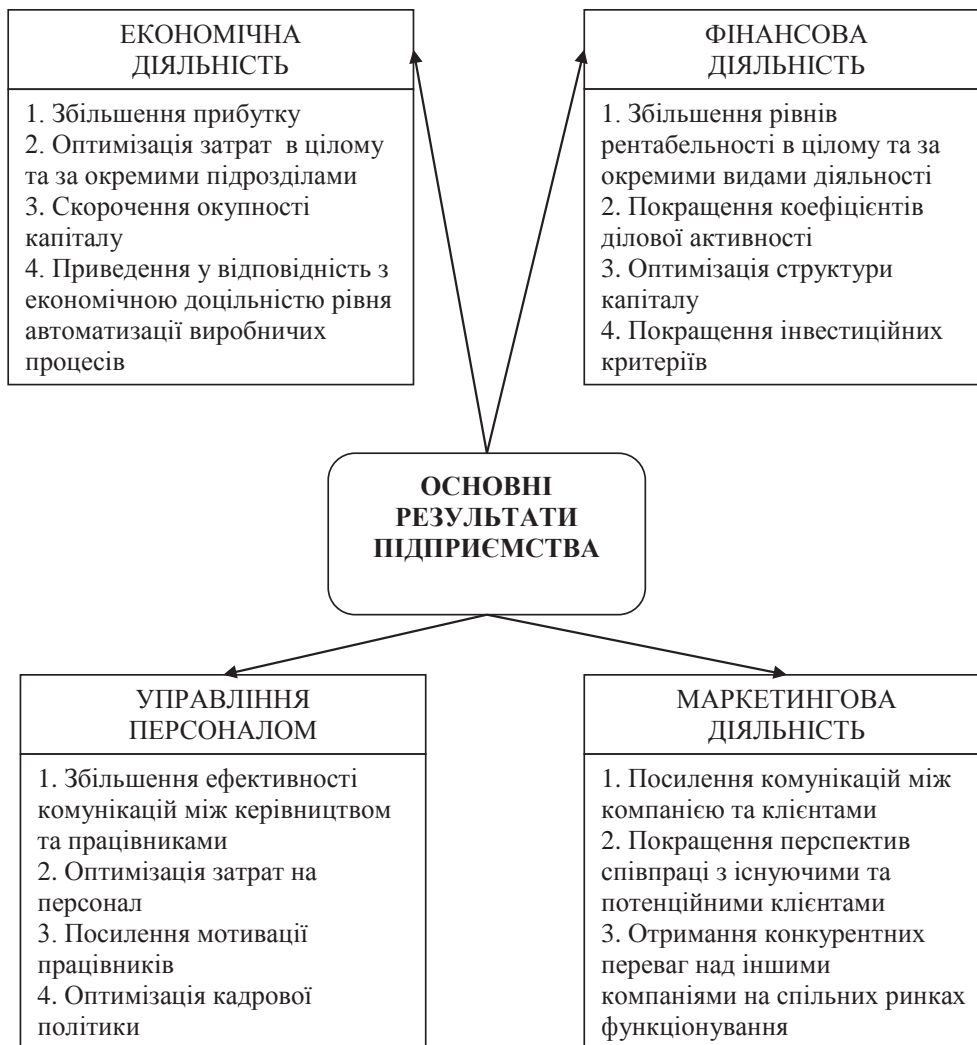 ЕКОНОМІЧНА
ДІЯЛЬНІСТЬ
1. Збільшення прибутку
2. Оптимізація затрат в цілому
та за окремими підрозділами
3. Скорочення окупності
капіталу
4. Приведення у відповідність з
економічною доцільністю рівня
автоматизації виробничих
процесів
ФІНАНСОВА
ДІЯЛЬНІСТЬ
1. Збільшення рівнів
рентабельності в цілому та за
окремими видами діяльності
2. Покращення коефіцієнтів
ділової активності
3. Оптимізація структури
капіталу
4. Покращення інвестиційних
критеріїв
ОСНОВНІ
РЕЗУЛЬТАТИ
ПІДПРИЄМСТВА
УПРАВЛІННЯ
ПЕРСОНАЛОМ
1. Збільшення ефективності
комунікацій між керівництвом
та працівниками
2. Оптимізація затрат на
персонал
3. Посилення мотивації
працівників
4. Оптимізація кадрової
політики
МАРКЕТИНГОВА
ДІЯЛЬНІСТЬ
1. Посилення комунікацій між
компанією та клієнтами
2. Покращення перспектив
співпраці з існуючими та
потенційними клієнтами
3. Отримання конкурентних
переваг над іншими
компаніями на спільних ринках
функціонування